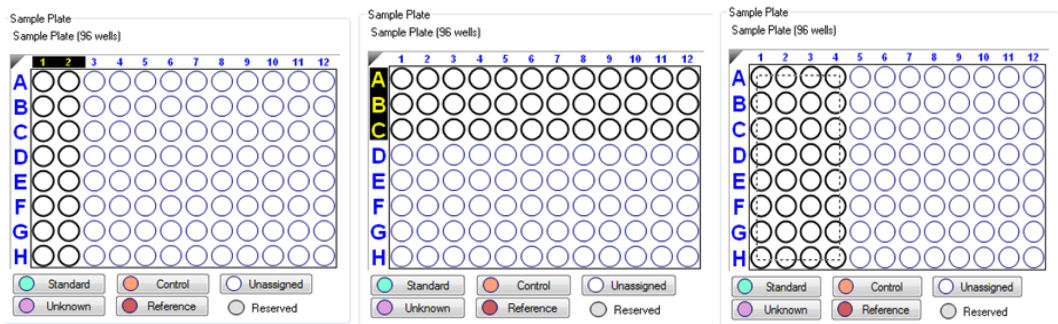 Sample Plate
Sample Plate (96 wells)
1 2 3 4 5 6 7 8 9 10 11 12
A
B
C
D
E
F
G
H
Standard Control Unassigned
Unknown Reference Reserved
Sample Plate
Sample Plate (96 wells)
1 2 3 4 5 6 7 8 9 10 11 12
A
B
C
D
E
F
G
H
Standard Control Unassigned
Unknown Reference Reserved
Sample Plate
Sample Plate (96 wells)
1 2 3 4 5 6 7 8 9 10 11 12
A
B
C
D
E
F
G
H
Standard Control Unassigned
Unknown Reference Reserved